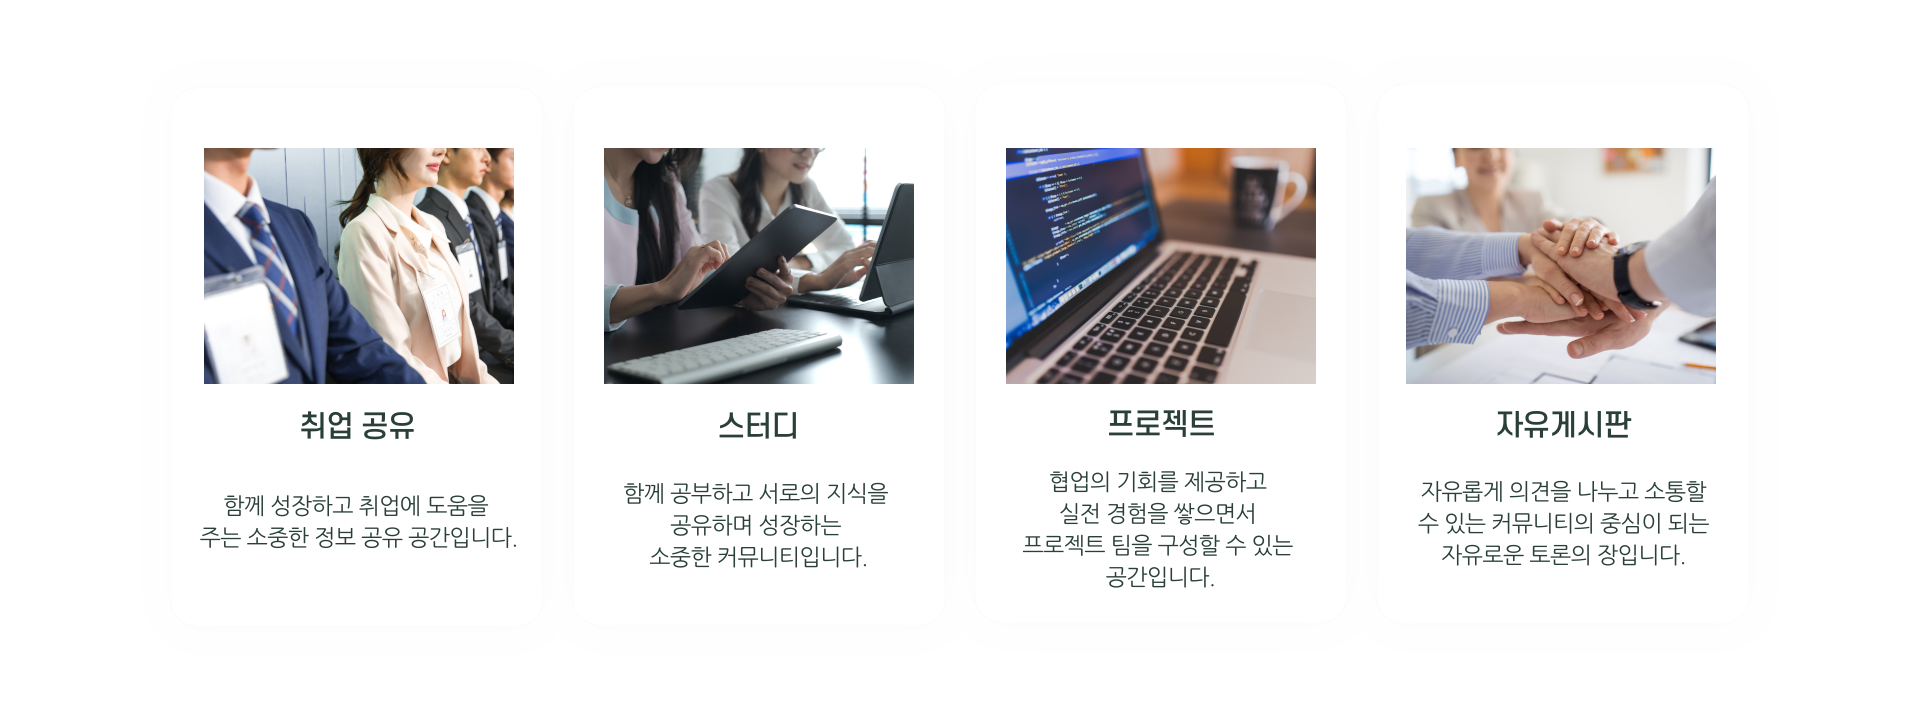 취업 공유
함께 성장하고 취업에 도움을
주는 소중한 정보 공유 공간입니다.
스터디
함께 공부하고 서로의 지식을
공유하며 성장하는
소중한 커뮤니티입니다.
프로젝트
협업의 기회를 제공하고
실전 경험을 쌓으면서
프로젝트 팀을 구성할 수 있는
공간입니다.
자유게시판
자유롭게 의견을 나누고 소통할
수 있는 커뮤니티의 중심이 되는
자유로운 토론의 장입니다.